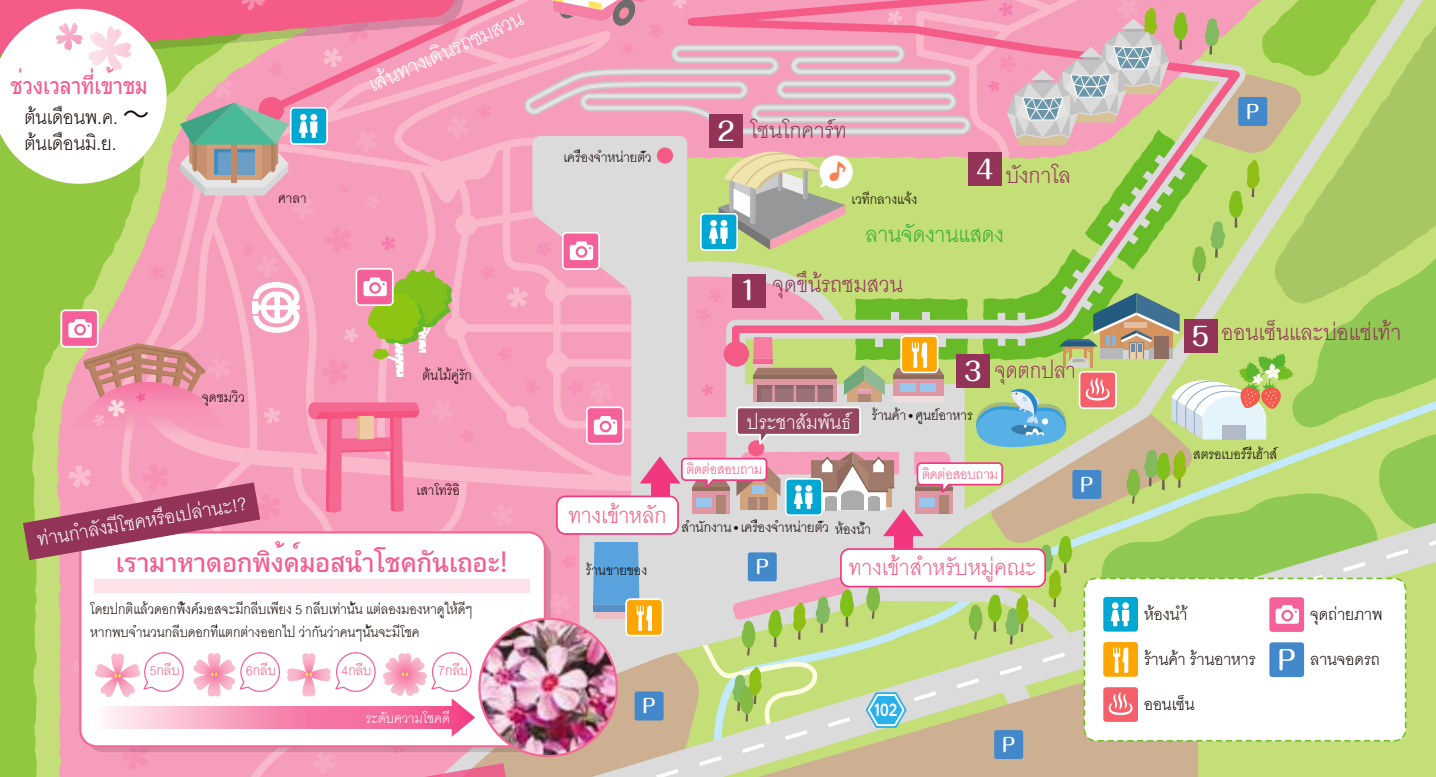 ช่วงเวลาที่เข้าชม
ต้นเดือนพ.ค. ～
ต้นเดือนมิ.ย.
เส้นทางเดินรถชมสวน
ศาลา
เครื่องจำหน่ายตั๋ว
2 โซนโกคาร์ท
4 บังกาโล
P
เวทีกลางแจ้ง
ลานจัดงานแสดง
1 จุดขึ้นรถชมสวน
5 ออนเซ็นและบ่อแช่เท้า
3 จุดตกปลา
ต้นไม้คู่รัก
จุดชมวิว
ร้านค้า • ศูนย์อาหาร
ประชาสัมพันธ์
สตรอเบอร์รีเฮ้าส์
ติดต่อสอบถาม
ติดต่อสอบถาม
P
เสาโทริอิ
ทางเข้าหลัก
สำนักงาน • เครื่องจำหน่ายตั๋ว
ห้องน้ำ
ทางเข้าสำหรับหมู่คณะ
P
ร้านขายของ
ท่านกำลังมีโชคหรือเปล่านะ!?
เรามาหาดอกพิ้งค์มอสนำโชคกันเถอะ!
โดยปกติแล้วดอกพิ้งค์มอสจะมีกลีบเพียง 5 กลีบเท่านั้น แต่ลองมองหาดูให้ดีๆ
หากพบจำนวนกลีบดอกที่แตกต่างออกไป ว่ากันว่าคนๆนั้นจะมีโชค
5กลีบ
6กลีบ
4กลีบ
7กลีบ
ระดับความโชคดี
P
102
P
ห้องน้ำ
จุดถ่ายภาพ
ร้านค้า ร้านอาหาร
P ลานจอดรถ
ออนเซ็น